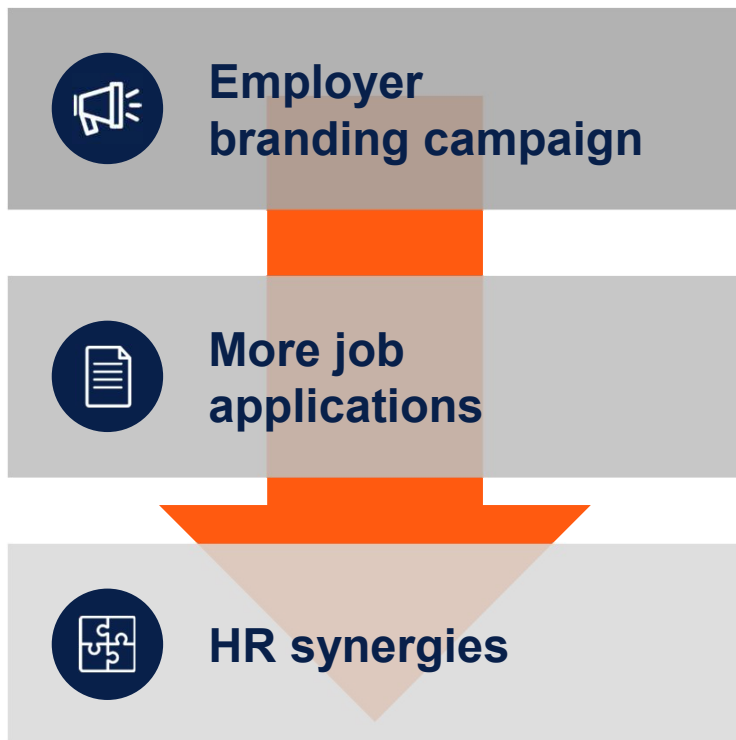 Employer
branding campaign
More job
applications
HR synergies